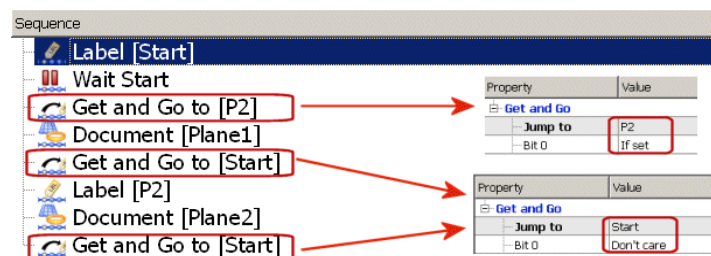 Sequence
Label [Start]
Wait Start
Get and Go to [P2]
Document [Plane1]
Get and Go to [Start]
Label [P2]
Document [Plane2]
Get and Go to [Start]
Property Value
Get and Go
Jump to P2
Bit 0 If set
Property Value
Get and Go
Jump to Start
Bit 0 Don't care